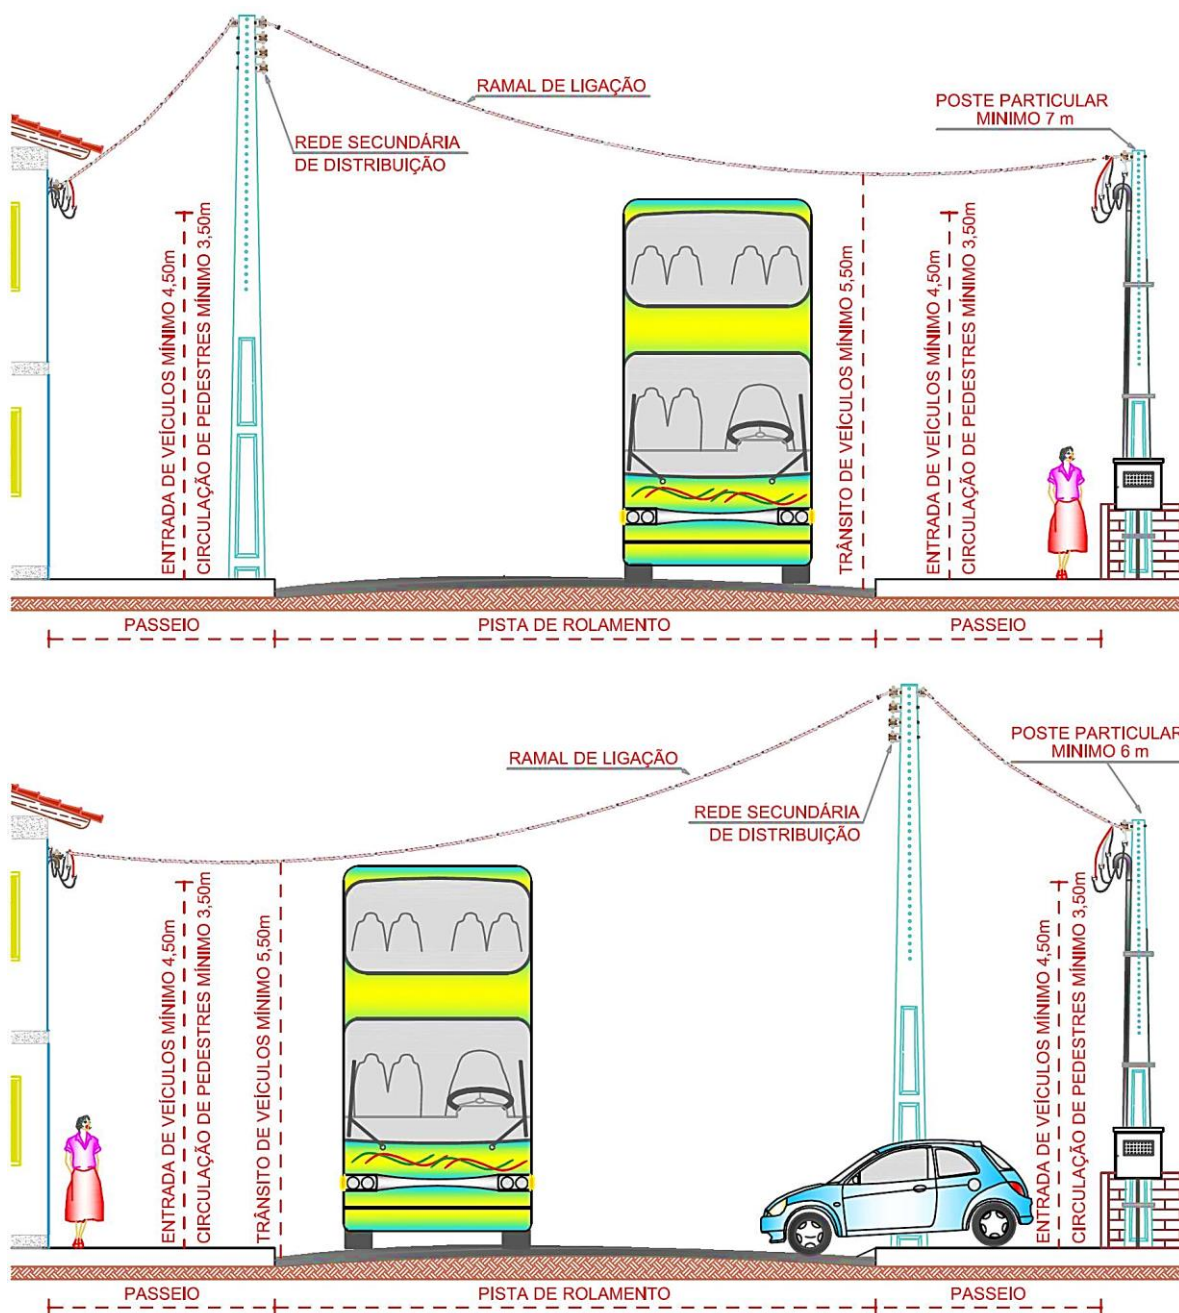 RAMAL DE LIGAÇÃO
POSTE PARTICULAR
MINIMO 7 m
REDE SECUNDÁRIA
DE DISTRIBUIÇÃO
ENTRADA DE VEÍCULOS MÍNIMO 4,50m
CIRCULAÇÃO DE PEDESTRES MÍNIMO 3,50m
TRÂNSITO DE VEÍCULOS MÍNIMO 5,50m
ENTRADA DE VEÍCULOS MÍNIMO 4,50m
CIRCULAÇÃO DE PEDESTRES MÍNIMO 3,50m
PASSEIO
PISTA DE ROLAMENTO
PASSEIO
RAMAL DE LIGAÇÃO
POSTE PARTICULAR
MINIMO 6 m
REDE SECUNDÁRIA
DE DISTRIBUIÇÃO
ENTRADA DE VEÍCULOS MÍNIMO 4,50m
CIRCULAÇÃO DE PEDESTRES MÍNIMO 3,50m
TRÂNSITO DE VEÍCULOS MÍNIMO 5,50m
ENTRADA DE VEÍCULOS MÍNIMO 4,50m
CIRCULAÇÃO DE PEDESTRES MÍNIMO 3,50m
PASSEIO
PISTA DE ROLAMENTO
PASSEIO